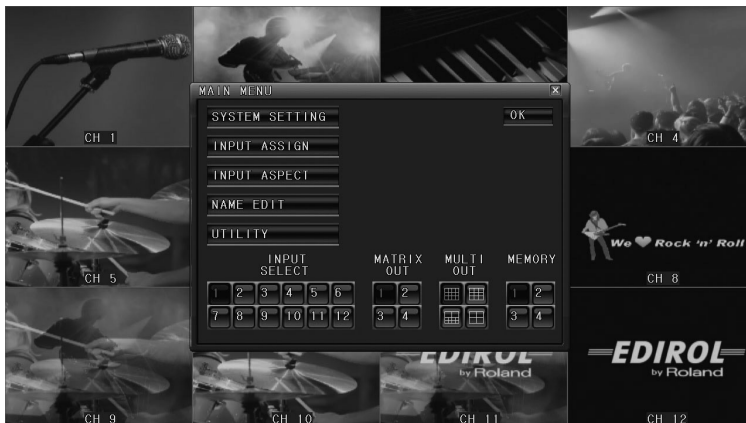 MAIN MENU
SYSTEM SETTING
OK
INPUT ASSIGN
INPUT ASPECT
NAME EDIT
UTILITY
INPUT SELECT
MATRIX OUT
MULTI OUT
MEMORY
1 2 3 4 5 6
7 8 9 10 11 12
1 2
3 4
1 2
3 4
CH 1
CH 4
CH 5
We ❤ Rock 'n' Roll
CH 8
CH 9
CH 10
EDIROL
by Roland
CH 11
EDIROL
by Roland
CH 12